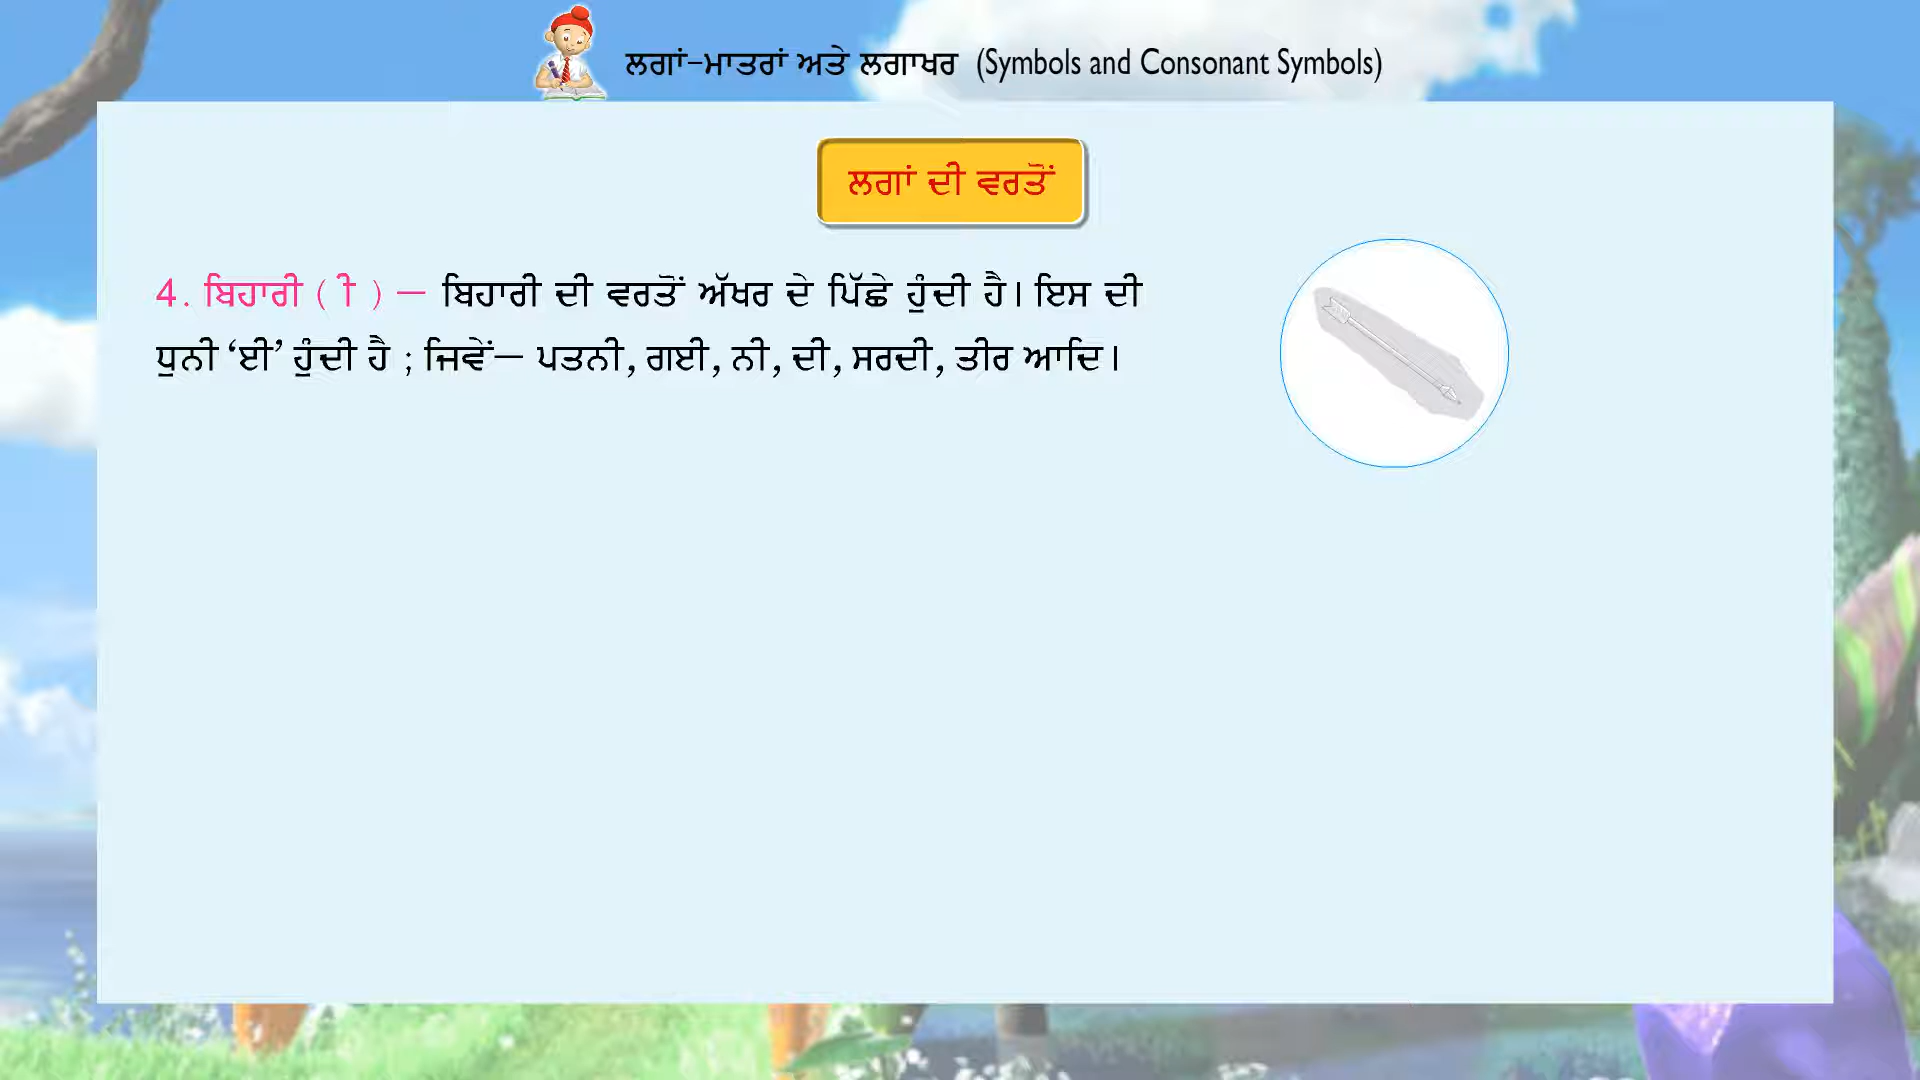 ਲਗਾਂ-ਮਾਤਰਾਂ ਅਤੇ ਲਗਾਖਰ (Symbols and Consonant Symbols)
ਲਗਾਂ ਦੀ ਵਰਤੋਂ
4. ਬਿਹਾਰੀ ( ੀ ) — ਬਿਹਾਰੀ ਦੀ ਵਰਤੋਂ ਅੱਖਰ ਦੇ ਪਿੱਛੇ ਹੁੰਦੀ ਹੈ। ਇਸ ਦੀ
ਧੁਨੀ ‘ਈ’ ਹੁੰਦੀ ਹੈ ; ਜਿਵੇਂ— ਪਤਨੀ, ਗਈ, ਨੀ, ਦੀ, ਸਰਦੀ, ਤੀਰ ਆਦਿ।